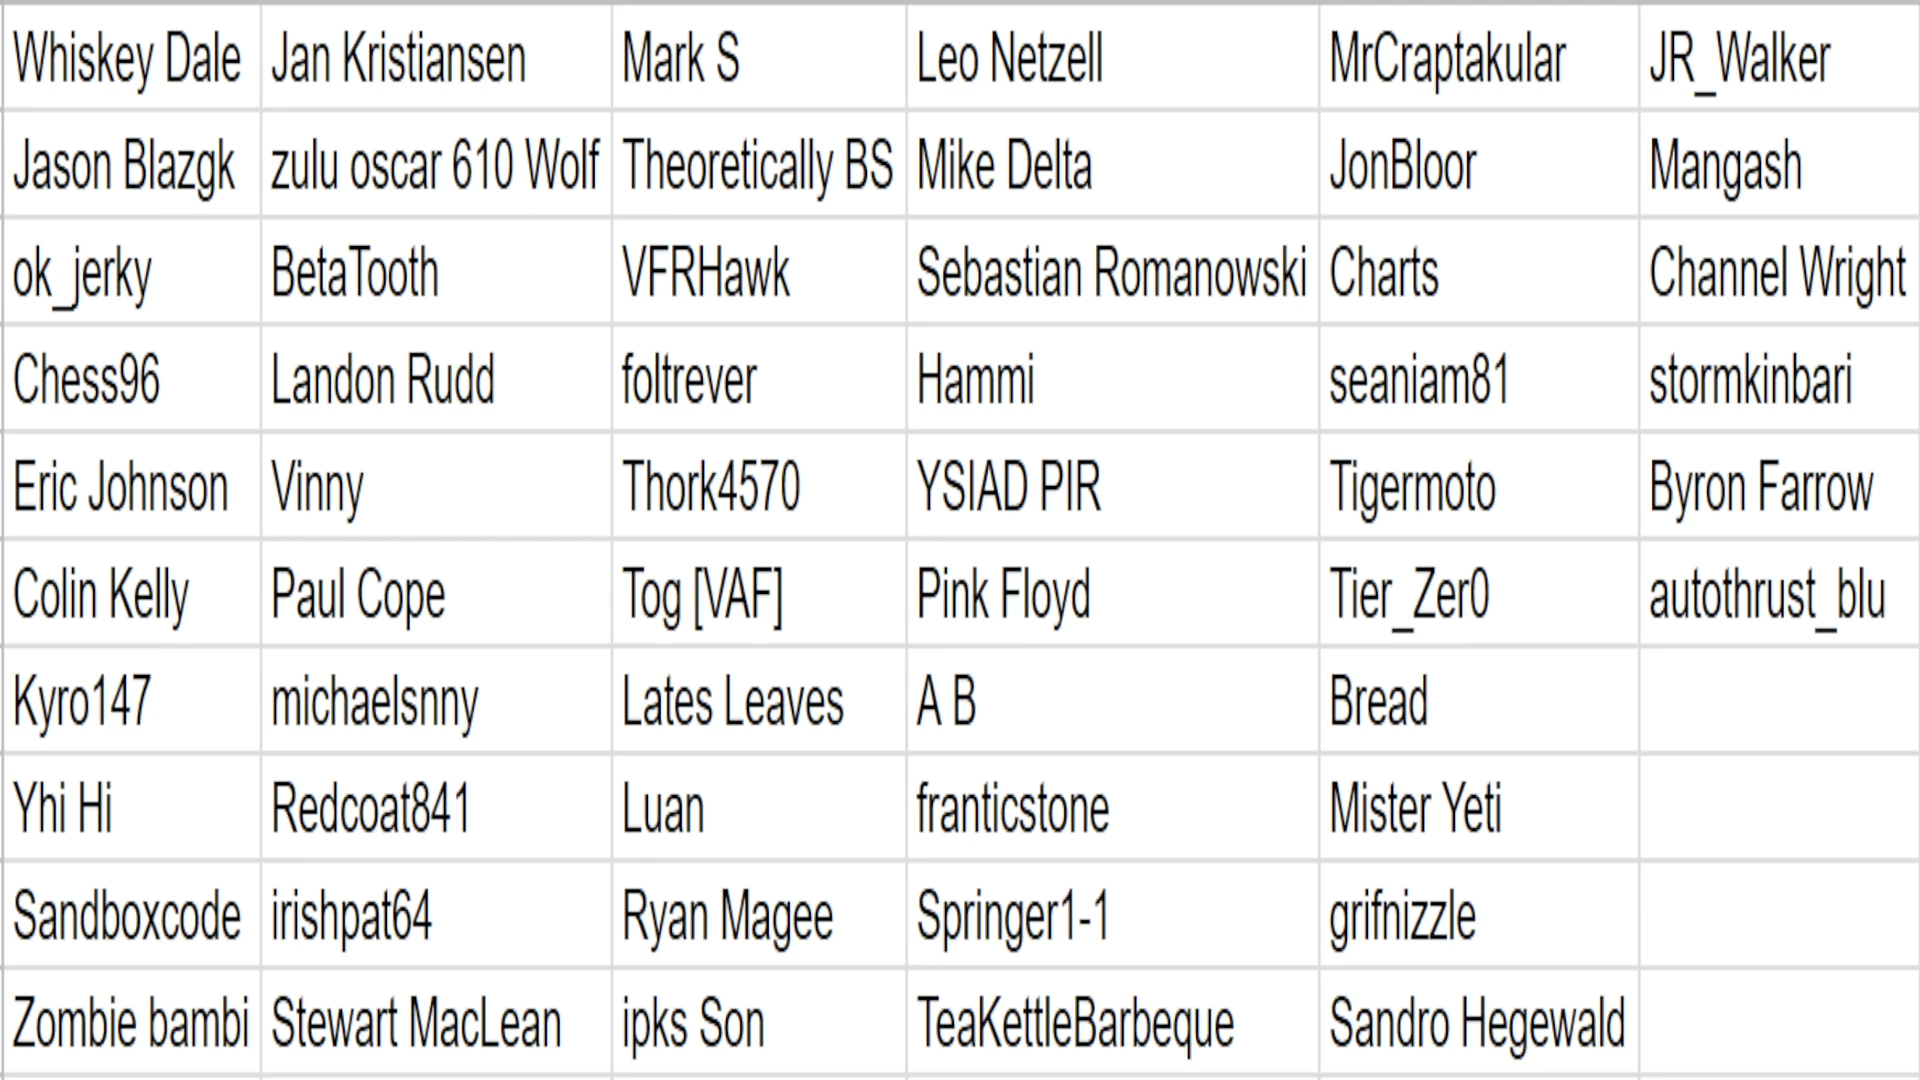 Whiskey Dale Jan Kristiansen Mark S Leo Netzell MrCraptakular JR_Walker
Jason Blazgk zulu oscar 610 Wolf Theoretically BS Mike Delta JonBloor Mangash
ok_jerky BetaTooth VFRHawk Sebastian Romanowski Charts Channel Wright
Chess96 Landon Rudd foltrever Hammi seaniam81 stormkinbari
Eric Johnson Vinny Thork4570 YSIAD PIR Tigermoto Byron Farrow
Colin Kelly Paul Cope Tog [VAF] Pink Floyd Tier_Zer0 autothrust_blu
Kyro147 michaelsnny Lates Leaves A B Bread
Yhi Hi Redcoat841 Luan franticstone Mister Yeti
Sandboxcode irishpat64 Ryan Magee Springer1-1 grifnizzle
Zombie bambi Stewart MacLean ipks Son TeaKettleBarbeque Sandro Hegewald